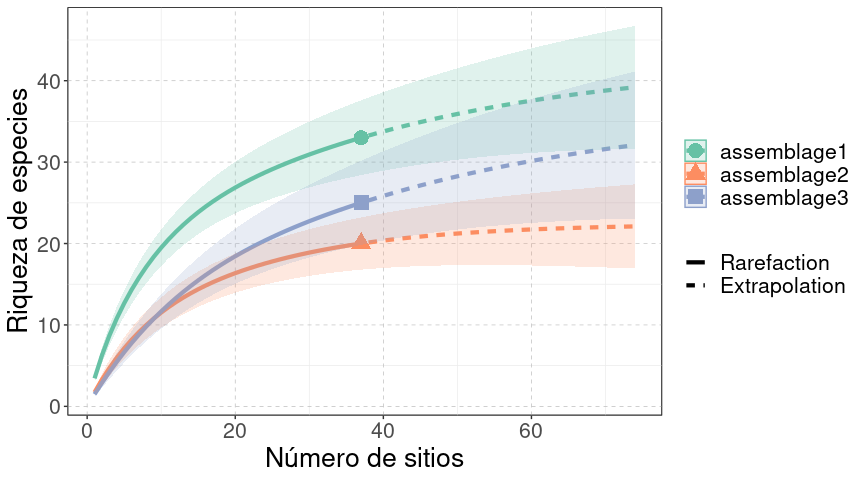 Riqueza de especies
40
30
20
10
0
0 20 40 60
Número de sitios
assemblage1
assemblage2
assemblage3
Rarefaction
Extrapolation